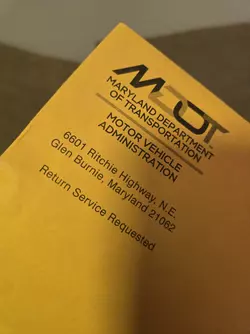 MDOT
MARYLAND DEPARTMENT
OF TRANSPORTATION
MOTOR VEHICLE
ADMINISTRATION
6601 Ritchie Highway, N.E.
Glen Burnie, Maryland 21062
Return Service Requested